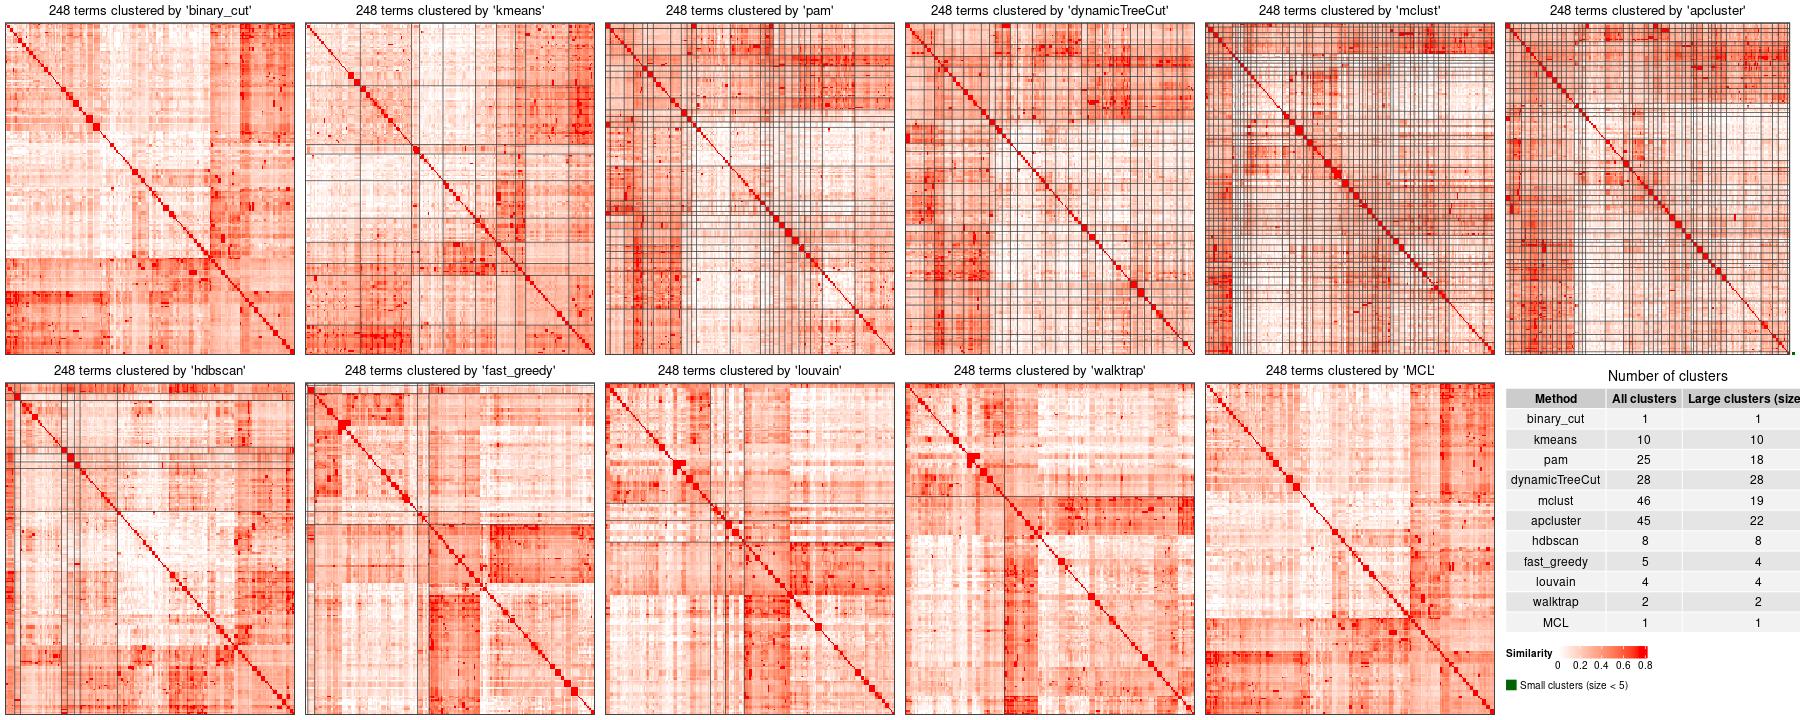 248 terms clustered by 'binary_cut'
248 terms clustered by 'kmeans'
248 terms clustered by 'pam'
248 terms clustered by 'dynamicTreeCut'
248 terms clustered by 'mclust'
248 terms clustered by 'apcluster'
248 terms clustered by 'hdbscan'
248 terms clustered by 'fast_greedy'
248 terms clustered by 'louvain'
248 terms clustered by 'walktrap'
248 terms clustered by 'MCL'
Number of clusters
Method All clusters Large clusters (size
binary_cut 1 1
kmeans 10 10
pam 25 18
dynamicTreeCut 28 28
mclust 46 19
apcluster 45 22
hdbscan 8 8
fast_greedy 5 4
louvain 4 4
walktrap 2 2
MCL 1 1
Similarity
0 0.2 0.4 0.6 0.8
Small clusters (size < 5)